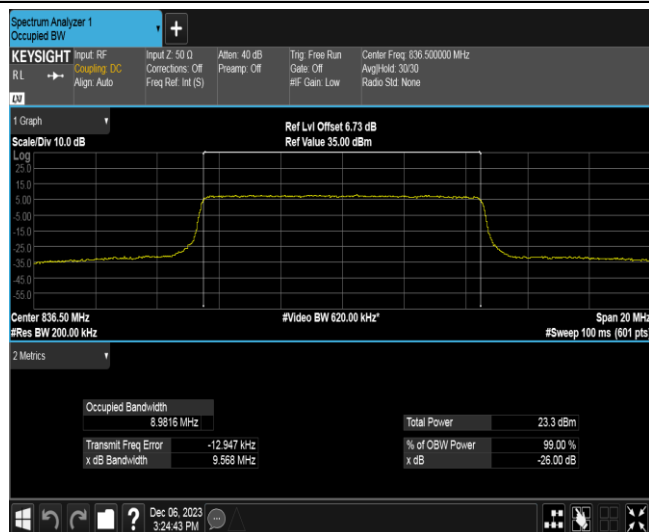 Spectrum Analyzer 1
Occupied BW
KEYSIGHT
RL
LXI
Input: RF
Coupling: DC
Align: Auto
Input Z: 50 Ω
Corrections: Off
Freq Ref: Int (S)
Atten: 40 dB
Preamp: Off
Trig: Free Run
Gate: Off
#IF Gain: Low
Center Freq: 836.500000 MHz
Avg|Hold: 30/30
Radio Std: None
1 Graph
Scale/Div 10.0 dB
Ref Lvl Offset 6.73 dB
Ref Value 35.00 dBm
Log
25.0
15.0
5.00
-5.00
-15.0
-25.0
-35.0
-45.0
-55.0
Center 836.50 MHz
#Video BW 620.00 kHz*
Span 20 MHz
#Res BW 200.00 kHz
#Sweep 100 ms (601 pts)
2 Metrics
Occupied Bandwidth
8.9816 MHz
Total Power 23.3 dBm
Transmit Freq Error -12.947 kHz
% of OBW Power 99.00 %
x dB Bandwidth 9.568 MHz
x dB -26.00 dB
?
Dec 06, 2023
3:24:43 PM